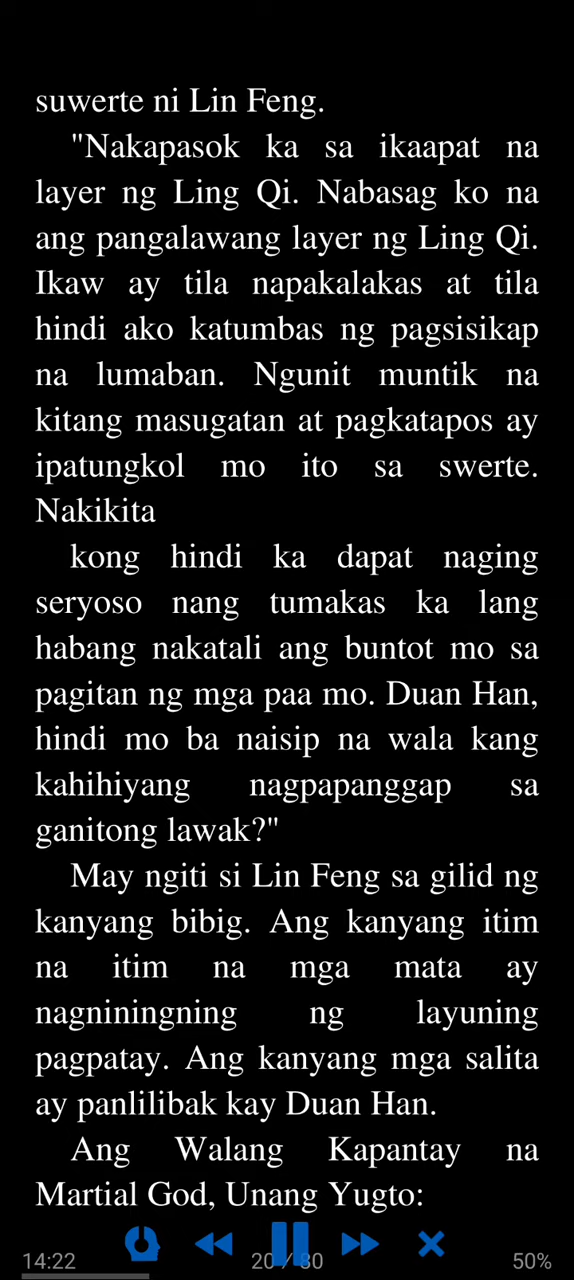 suwerte ni Lin Feng.
"Nakapasok ka sa ikaapat na
layer ng Ling Qi. Nabasag ko na
ang pangalawang layer ng Ling Qi.
Ikaw ay tila napakalakas at tila
hindi ako katumbas ng pagsisikap
na lumaban. Ngunit muntik na
kitang masugatan at pagkatapos ay
ipatungkol mo ito sa swerte.
Nakikita
kong hindi ka dapat naging
seryoso nang tumakas ka lang
habang nakatali ang buntot mo sa
pagitan ng mga paa mo. Duan Han,
hindi mo ba naisip na wala kang
kahihiyang nagpapanggap sa
ganitong lawak?"
May ngiti si Lin Feng sa gilid ng
kanyang bibig. Ang kanyang itim
na itim na mga mata ay
nagniningning ng layuning
pagpatay. Ang kanyang mga salita
ay panlilibak kay Duan Han.
Ang Walang Kapantay na
Martial God, Unang Yugto:
14:22 20 / 80 50%